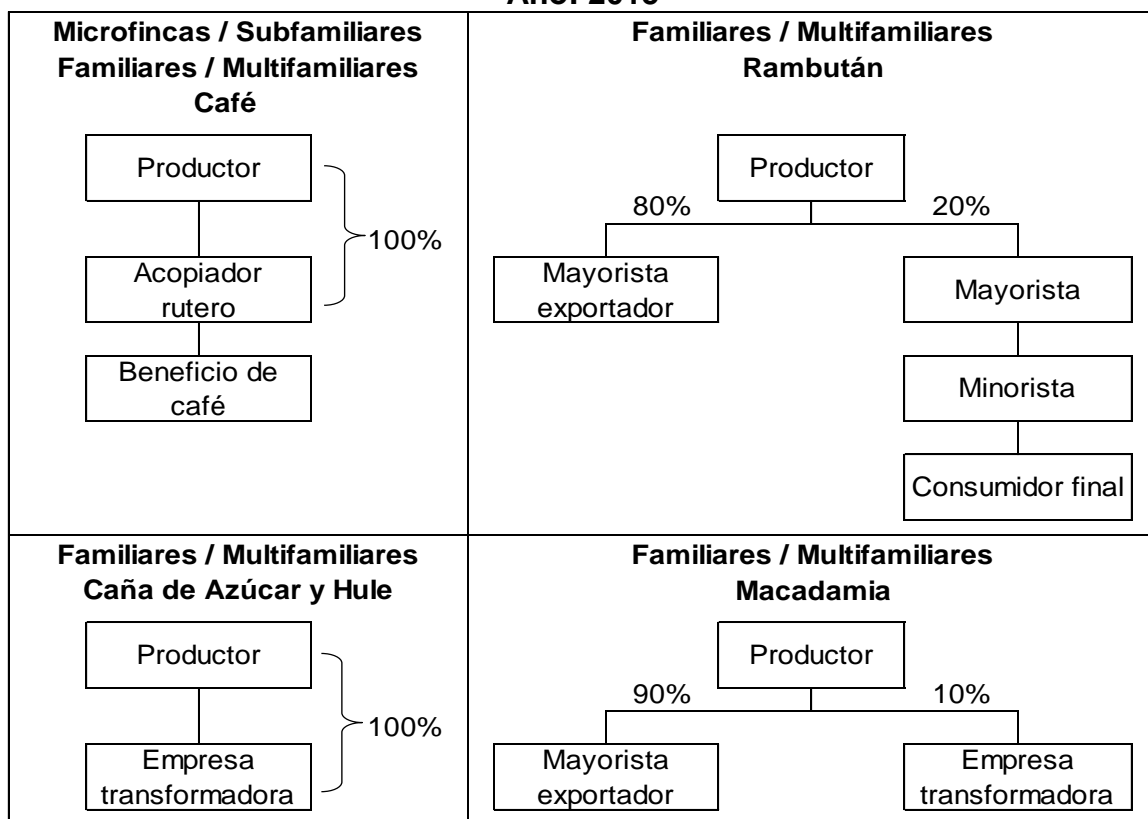 Microfincas / Subfamiliares
Familiares / Multifamiliares
Café
Productor
100%
Acopiador
rutero
Beneficio de
café
Familiares / Multifamiliares
Rambután
Productor
80%
20%
Mayorista
exportador
Mayorista
Minorista
Consumidor final
Familiares / Multifamiliares
Caña de Azúcar y Hule
Productor
100%
Empresa
transformadora
Familiares / Multifamiliares
Macadamia
Productor
90%
10%
Mayorista
exportador
Empresa
transformadora